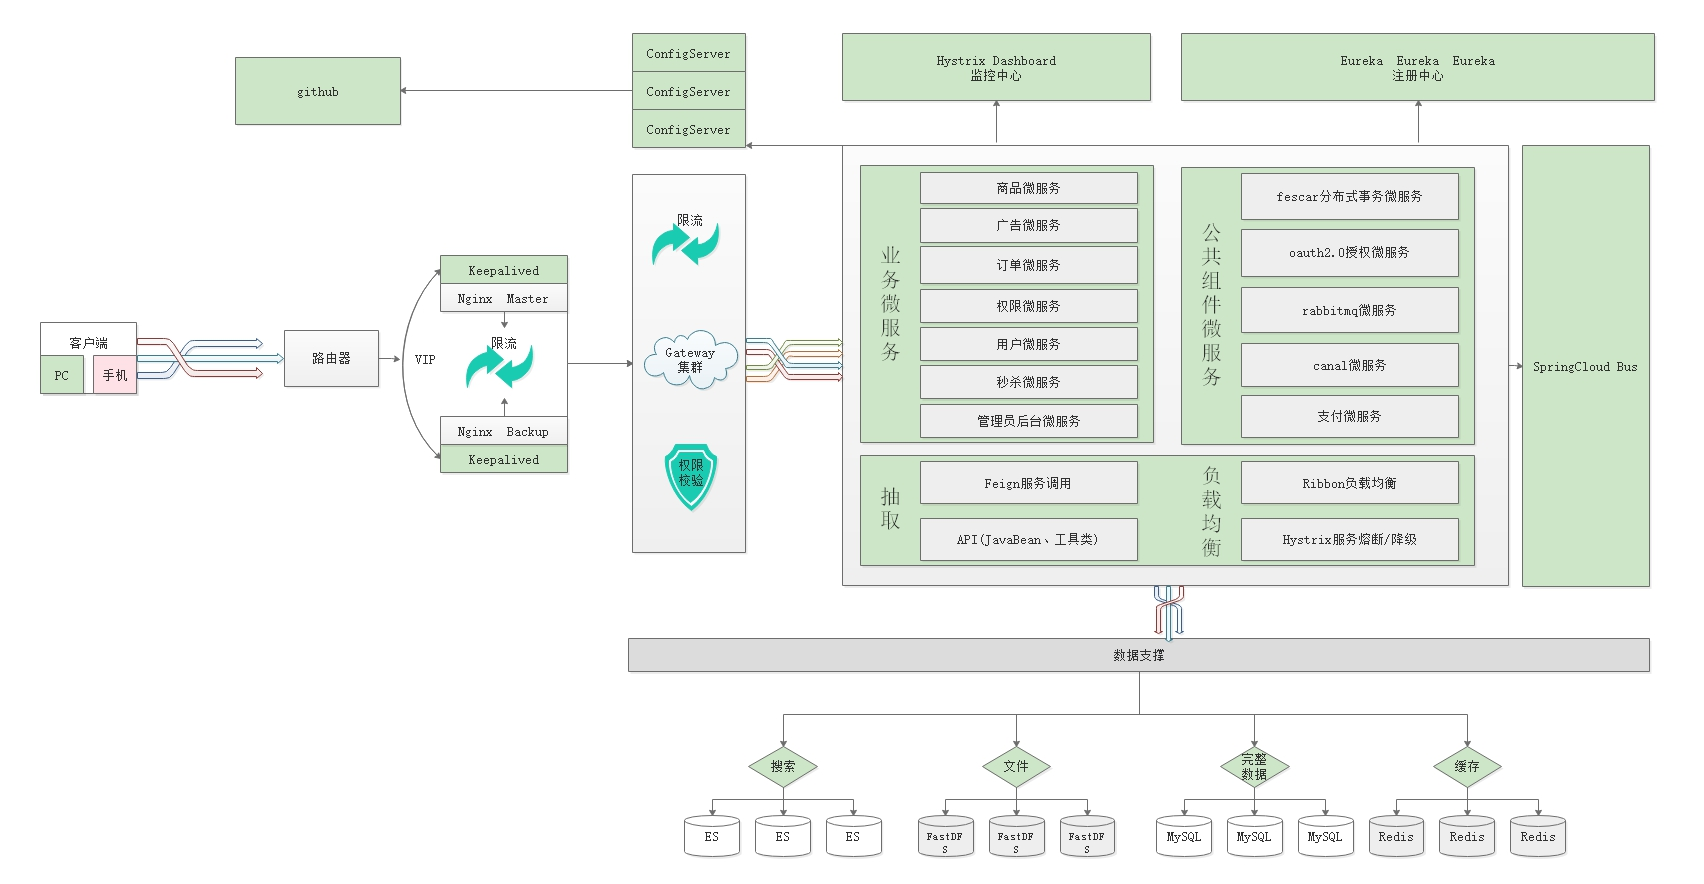 github
ConfigServer
ConfigServer
ConfigServer
Hystrix Dashboard
监控中心
Eureka Eureka Eureka
注册中心
客户端
PC
手机
路由器
VIP
Keepalived
Nginx Master
限流
Nginx Backup
Keepalived
限流
Gateway
集群
权限
校验
业务微服务
商品微服务
广告微服务
订单微服务
权限微服务
用户微服务
秒杀微服务
管理员后台微服务
公共组件微服务
fescar分布式事务微服务
oauth2.0授权微服务
rabbitmq微服务
canal微服务
支付微服务
抽取
Feign服务调用
API(JavaBean、工具类)
负载均衡
Ribbon负载均衡
Hystrix服务熔断/降级
SpringCloud Bus
数据支撑
搜索
文件
完整
数据
缓存
ES
ES
ES
FastDF
S
FastDF
S
FastDF
S
MySQL
MySQL
MySQL
Redis
Redis
Redis